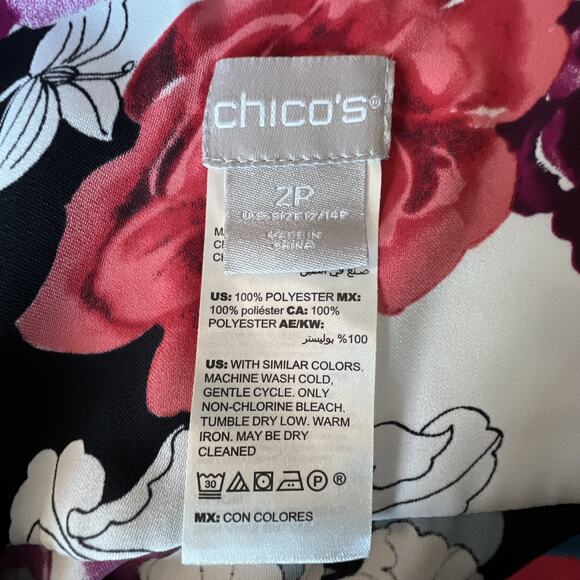 chico's®
2P
U.S. SIZE 12/14P
MADE IN
CHINA
صنع في الصين
US: 100% POLYESTER MX:
100% poliéster CA: 100%
POLYESTER AE/KW:
100% بوليستر
US: WITH SIMILAR COLORS.
MACHINE WASH COLD,
GENTLE CYCLE. ONLY
NON-CHLORINE BLEACH.
TUMBLE DRY LOW. WARM
IRON. MAY BE DRY
CLEANED
30 P ®
MX: CON COLORES